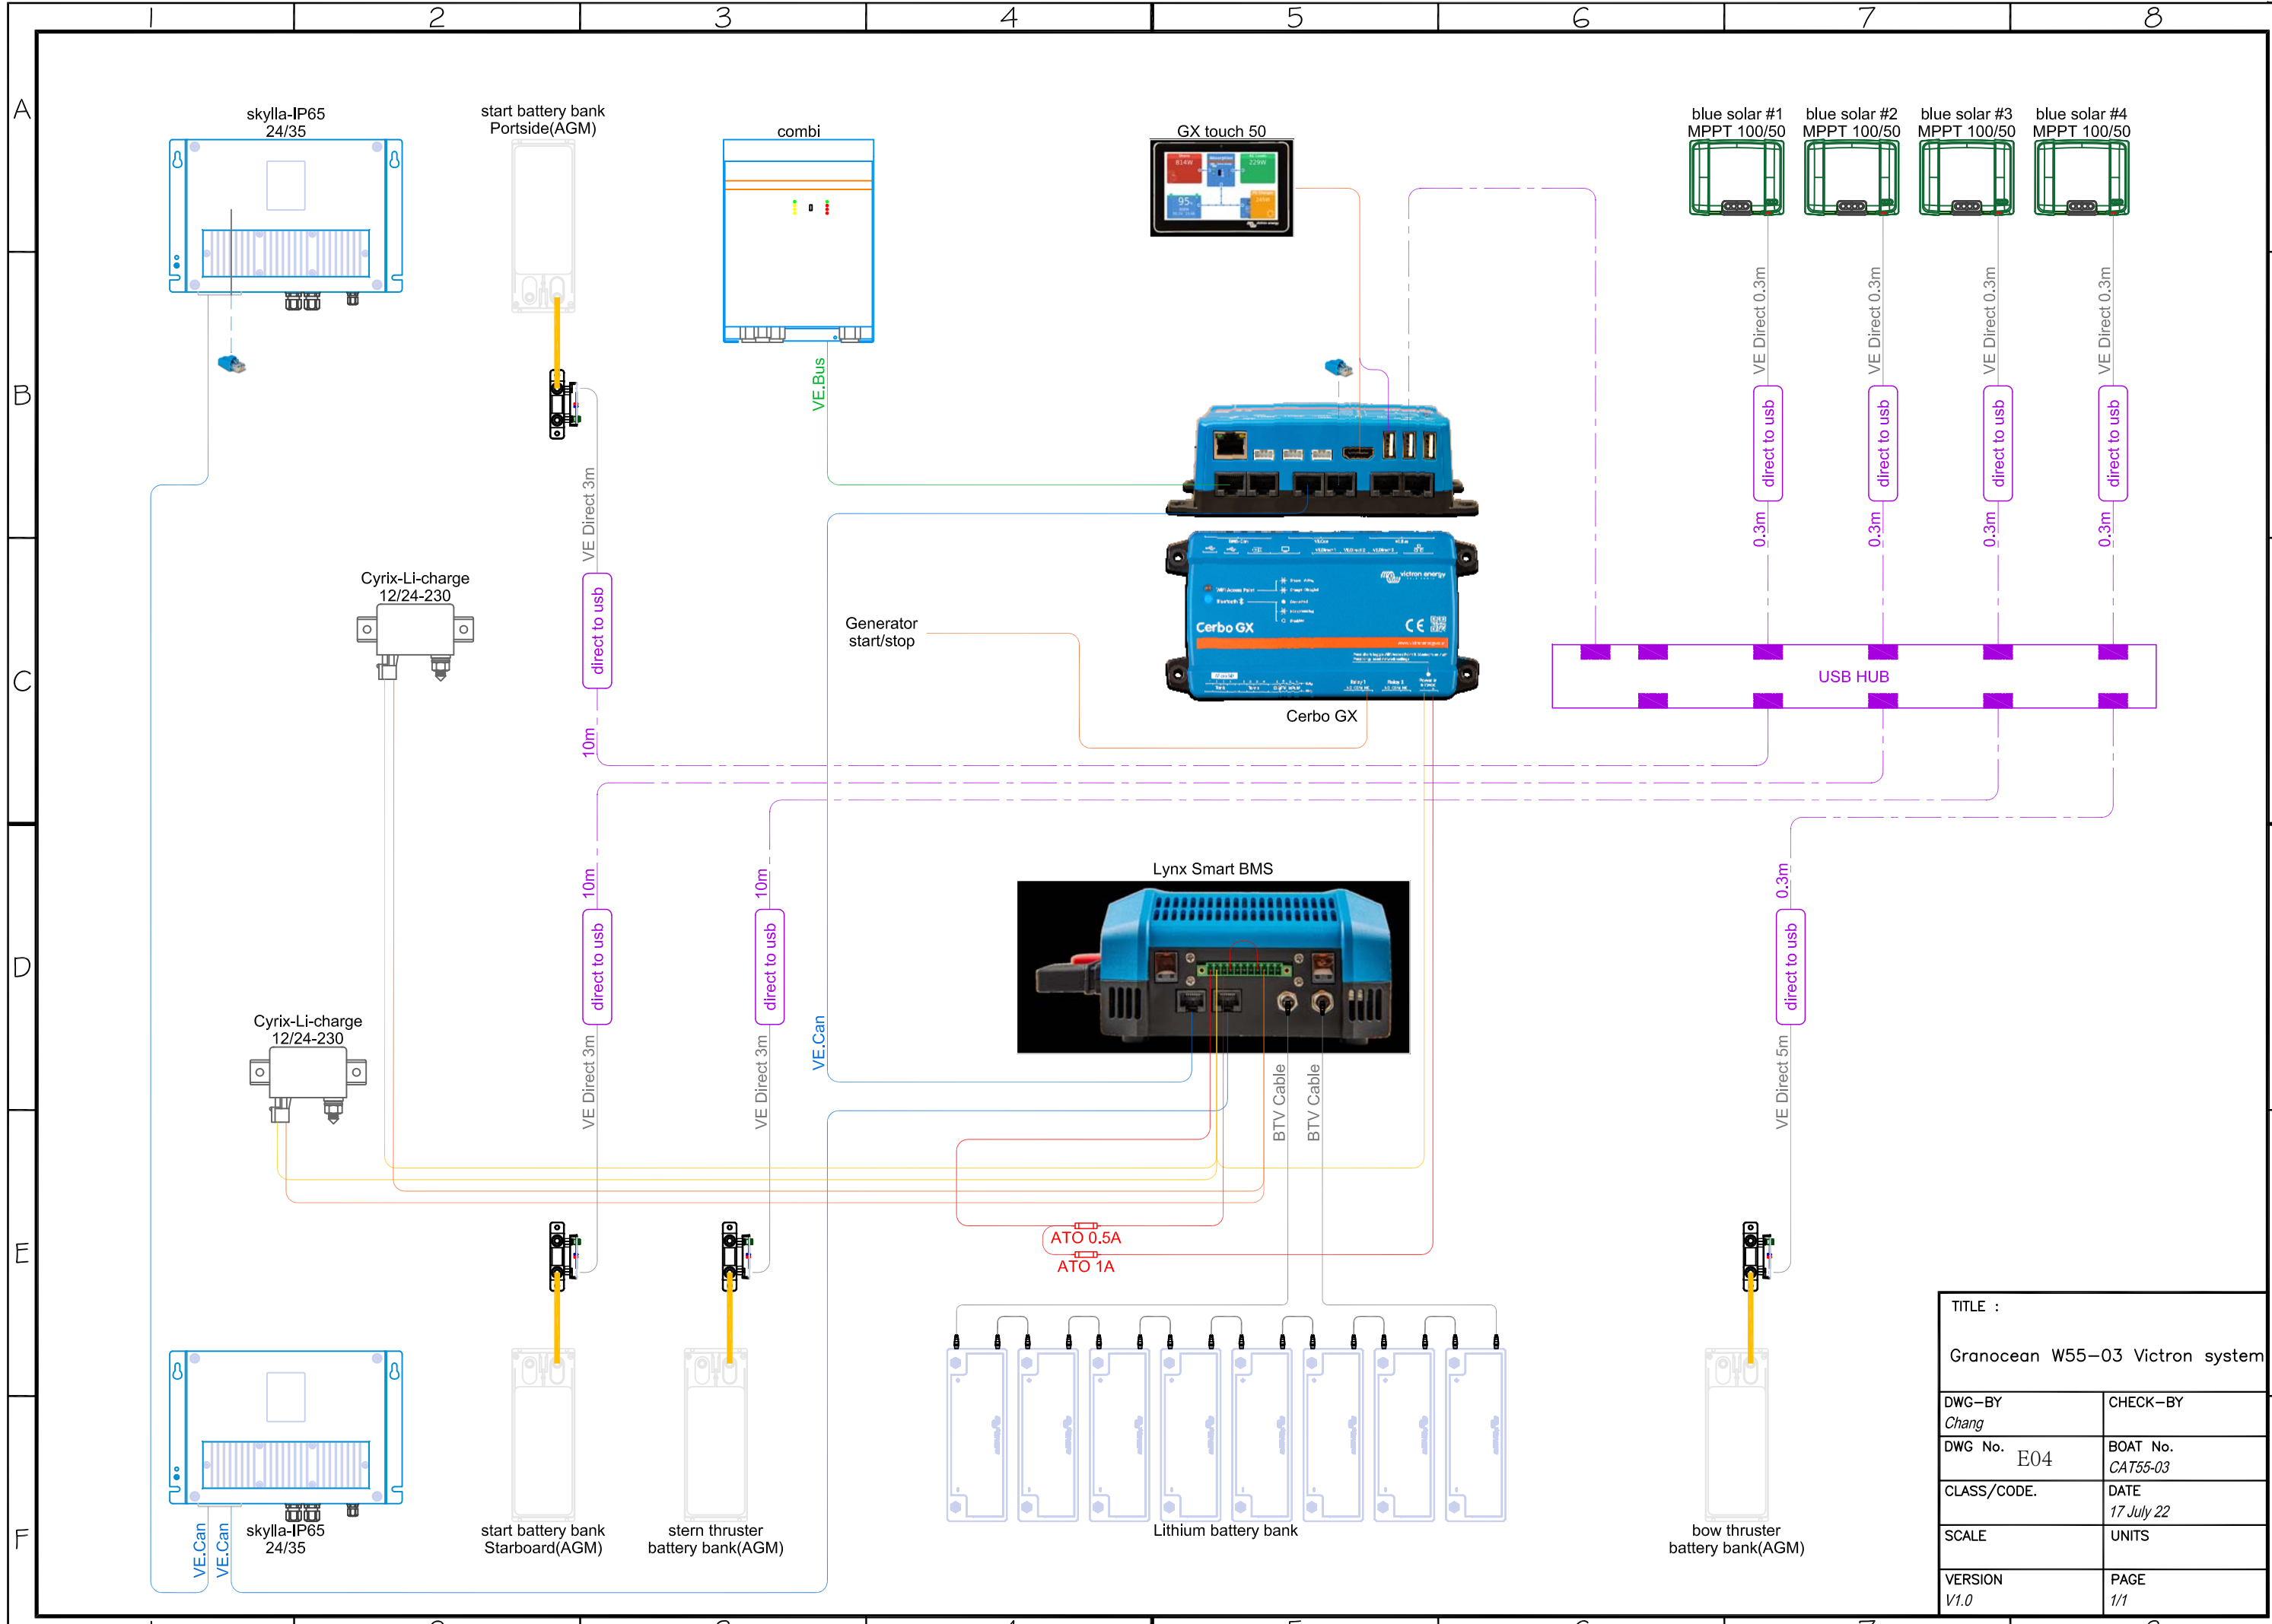 1 2 3 4 5 6 7 8
A
B
C
D
E
F
skylla-IP65
24/35
start battery bank
Portside(AGM)
combi
GX touch 50
814W
229W
95
blue solar #1
MPPT 100/50
blue solar #2
MPPT 100/50
blue solar #3
MPPT 100/50
blue solar #4
MPPT 100/50
VE Direct 0.3m
VE Direct 0.3m
VE Direct 0.3m
VE Direct 0.3m
direct to usb
direct to usb
direct to usb
direct to usb
0.3m
0.3m
0.3m
0.3m
VE.Bus
VE Direct 3m
direct to usb
10m
Cyrix-Li-charge
12/24-230
Generator
start/stop
victron energy
Cerbo GX
Cerbo GX
USB HUB
10m
direct to usb
VE Direct 3m
10m
direct to usb
VE Direct 3m
VE.Can
Lynx Smart BMS
BTV Cable
BTV Cable
0.3m
direct to usb
VE Direct 5m
Cyrix-Li-charge
12/24-230
ATO 0.5A
ATO 1A
skylla-IP65
24/35
VE.Can
VE.Can
start battery bank
Starboard(AGM)
stern thruster
battery bank(AGM)
Lithium battery bank
bow thruster
battery bank(AGM)
TITLE :
Granocean W55-03 Victron system
DWG-BY
Chang
CHECK-BY
DWG No. E04
BOAT No.
CAT55-03
CLASS/CODE.
DATE
17 July 22
SCALE
UNITS
VERSION
V1.0
PAGE
1/1